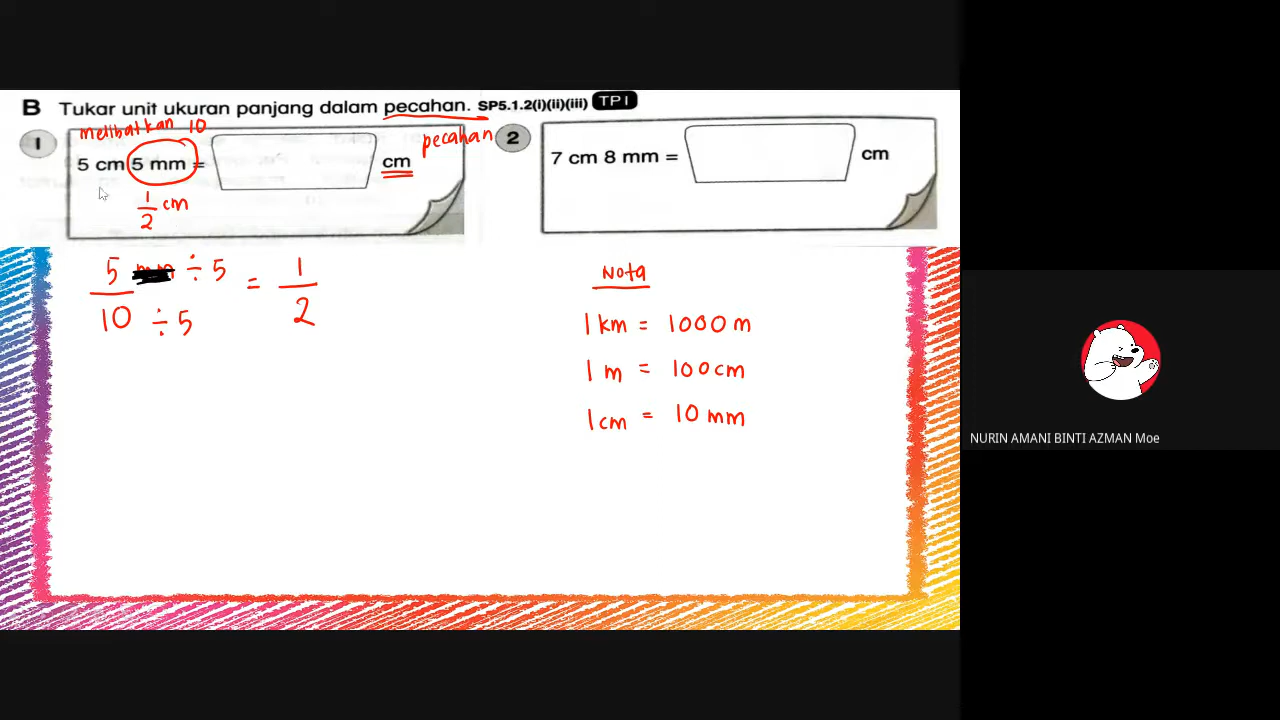 B Tukar unit ukuran panjang dalam pecahan. SP5.1.2(i)(ii)(iii) TP1
melibatkan 10
pecahan
1
5 cm 5 mm = cm
1/2 cm
2
7 cm 8 mm = cm
5/10 ÷5 ÷5 = 1/2
Nota
1 km = 1000 m
1 m = 100 cm
1 cm = 10 mm
NURIN AMANI BINTI AZMAN Moe